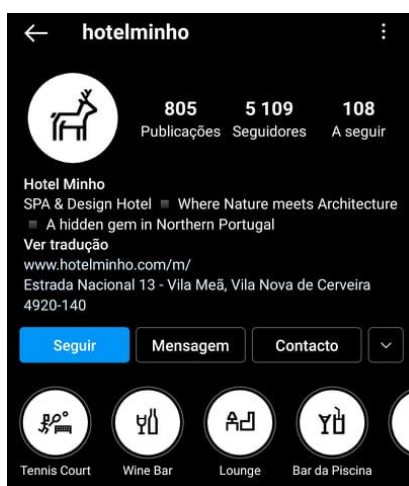 hotelminho
805 5 109 108
Publicações Seguidores A seguir
Hotel Minho
SPA & Design Hotel ◾ Where Nature meets Architecture
◾ A hidden gem in Northern Portugal
Ver tradução
www.hotelminho.com/m/
Estrada Nacional 13 - Vila Meã, Vila Nova de Cerveira
4920-140
Seguir Mensagem Contacto
Tennis Court Wine Bar Lounge Bar da Piscina